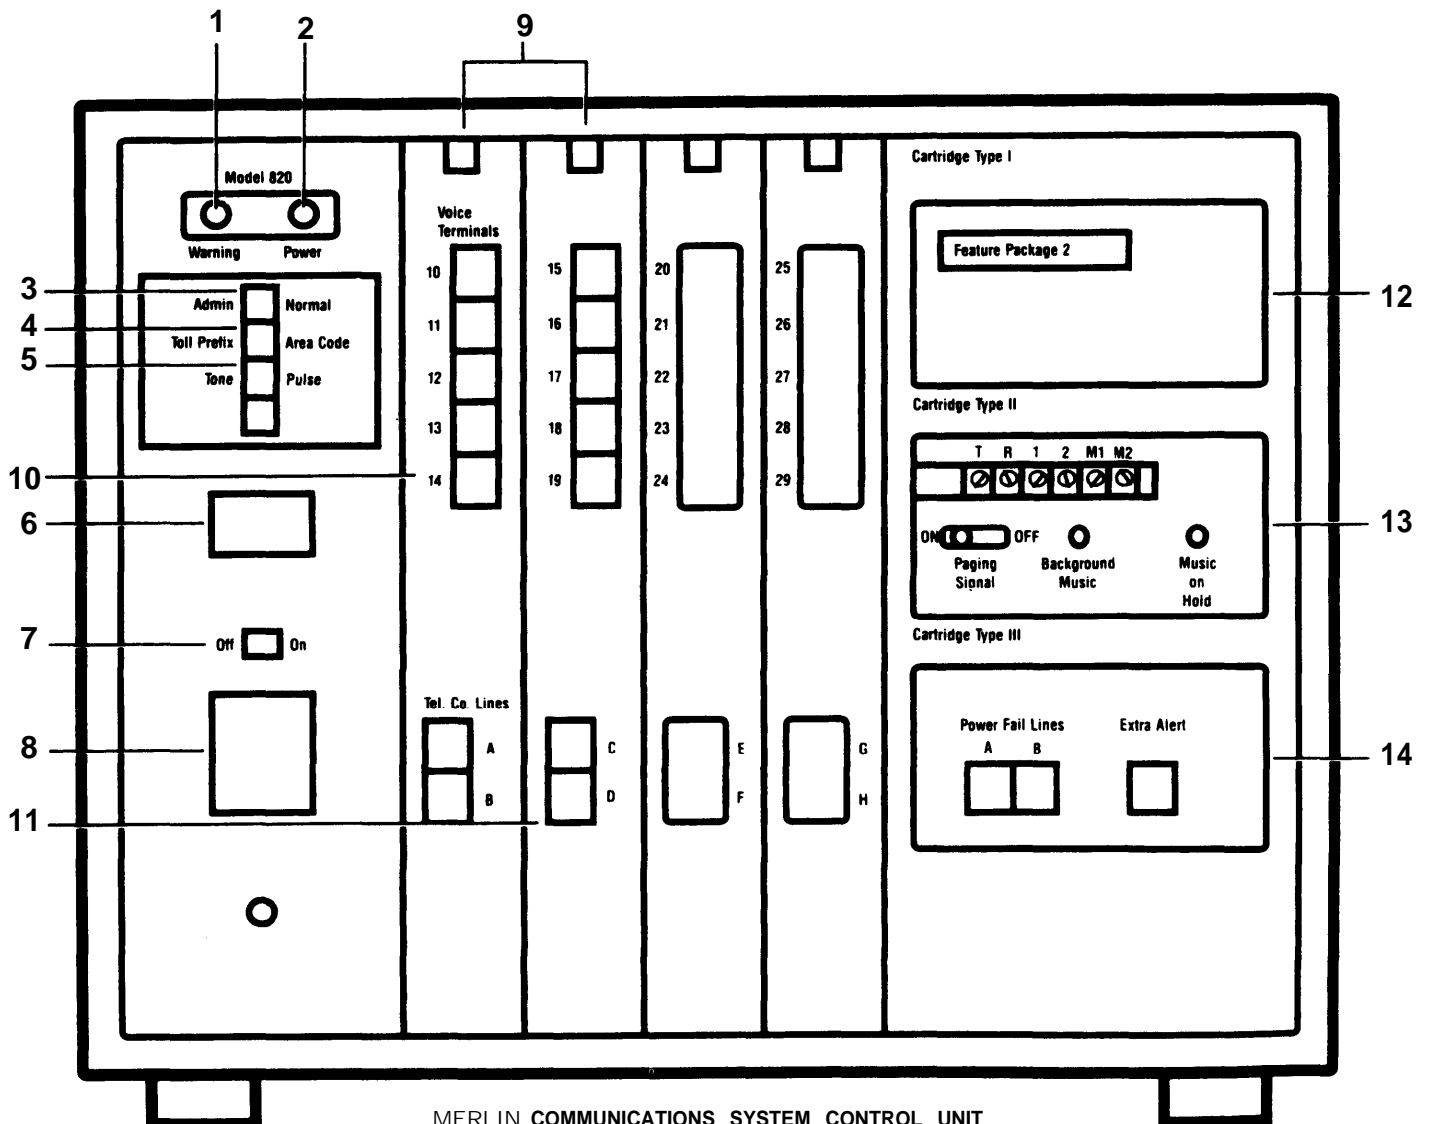 1
2
9
Cartridge Type I
Model 820
Warning
Power
Voice
Terminals
Feature Package 2
3
Admin
Normal
4
Toll Prefix
Area Code
5
Tone
Pulse
10
11
12
13
14
15
16
17
18
19
20
21
22
23
24
25
26
27
28
29
12
Cartridge Type II
T R 1 2 M1 M2
ON
OFF
Paging
Signal
Background
Music
Music
on
Hold
13
10
6
7
Off
On
Cartridge Type III
Tel. Co. Lines
A
B
C
D
E
F
G
H
Power Fail Lines
A B
Extra Alert
8
14
11
MERLIN COMMUNICATIONS SYSTEM CONTROL UNIT